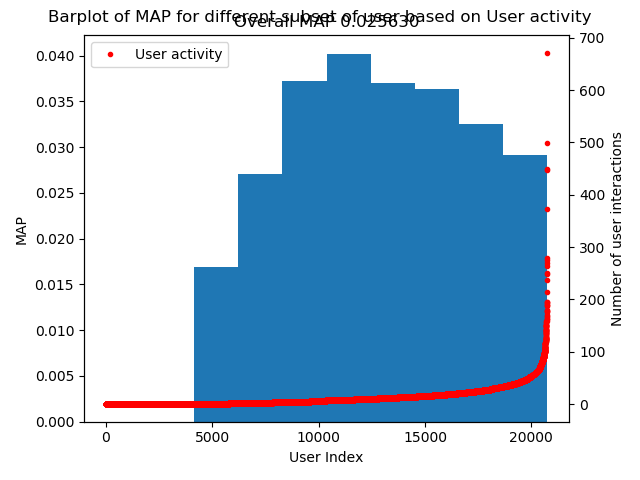 Barplot of MAP for different subset of user based on User activity
Overall MAP 0.025630
User activity
0.040
0.035
0.030
0.025
0.020
0.015
0.010
0.005
0.000
MAP
700
600
500
400
300
200
100
0
Number of user interactions
0 5000 10000 15000 20000
User Index